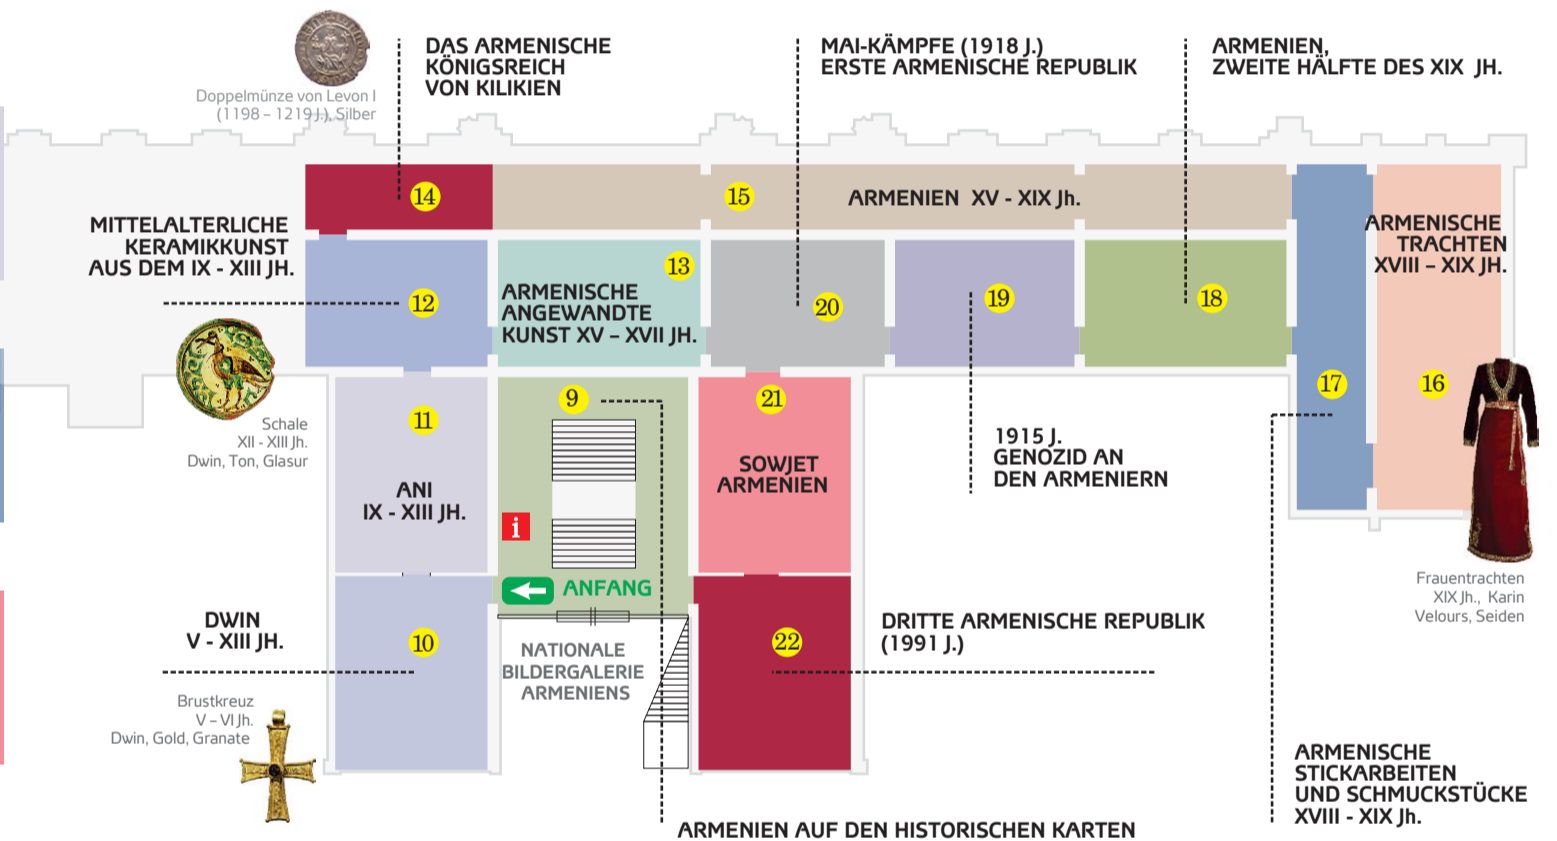 DAS ARMENISCHE
KÖNIGSREICH
VON KILIKIEN
MAI-KÄMPFE (1918 J.)
ERSTE ARMENISCHE REPUBLIK
ARMENIEN,
ZWEITE HÄLFTE DES XIX JH.
Doppelmünze von Levon I
(1198 – 1219 J.), Silber
14
15
ARMENIEN XV - XIX Jh.
MITTELALTERLICHE
KERAMIKKUNST
AUS DEM IX - XIII JH.
12
13
ARMENISCHE
ANGEWANDTE
KUNST XV – XVII JH.
20
19
18
ARMENISCHE
TRACHTEN
XVIII – XIX JH.
17
16
Schale
XII - XIII Jh.
Dwin, Ton, Glasur
11
ANI
IX - XIII JH.
9
i
ANFANG
21
SOWJET
ARMENIEN
1915 J.
GENOZID AN
DEN ARMENIERN
Frauentrachten
XIX Jh., Karin
Velours, Seiden
DWIN
V - XIII JH.
10
NATIONALE
BILDERGALERIE
ARMENIENS
22
DRITTE ARMENISCHE REPUBLIK
(1991 J.)
Brustkreuz
V – VI Jh.
Dwin, Gold, Granate
ARMENISCHE
STICKARBEITEN
UND SCHMUCKSTÜCKE
XVIII - XIX Jh.
ARMENIEN AUF DEN HISTORISCHEN KARTEN